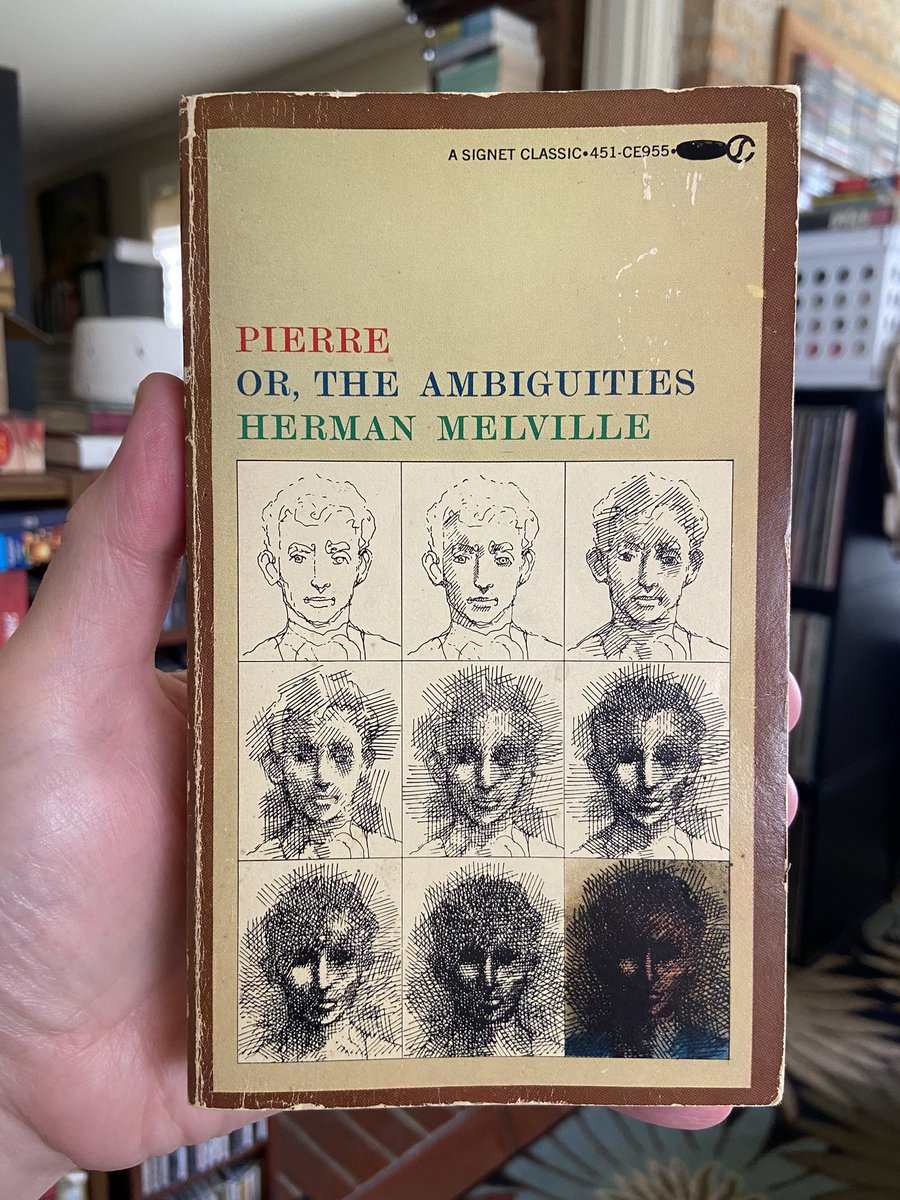 A SIGNET CLASSIC•451-CE955•
PIERRE
OR, THE AMBIGUITIES
HERMAN MELVILLE